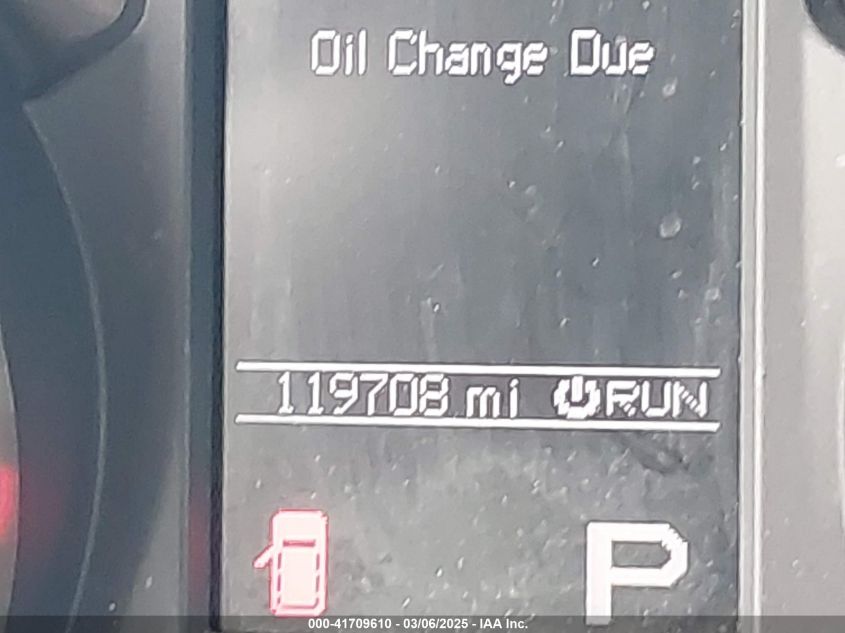 Oil Change Due
119708 mi RUN
P
000-41709610 - 03/06/2025 - IAA Inc.